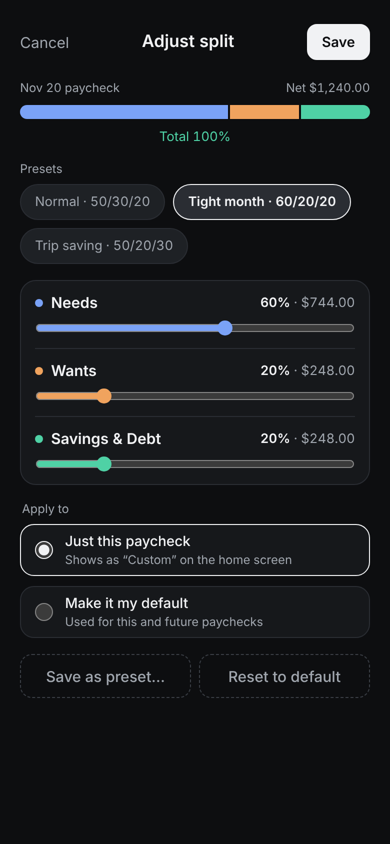 Cancel
Adjust split
Save
Nov 20 paycheck
Net $1,240.00
Total 100%
Presets
Normal · 50/30/20
Tight month · 60/20/20
Trip saving · 50/20/30
Needs
60% · $744.00
Wants
20% · $248.00
Savings & Debt
20% · $248.00
Apply to
Just this paycheck
Shows as “Custom” on the home screen
Make it my default
Used for this and future paychecks
Save as preset...
Reset to default